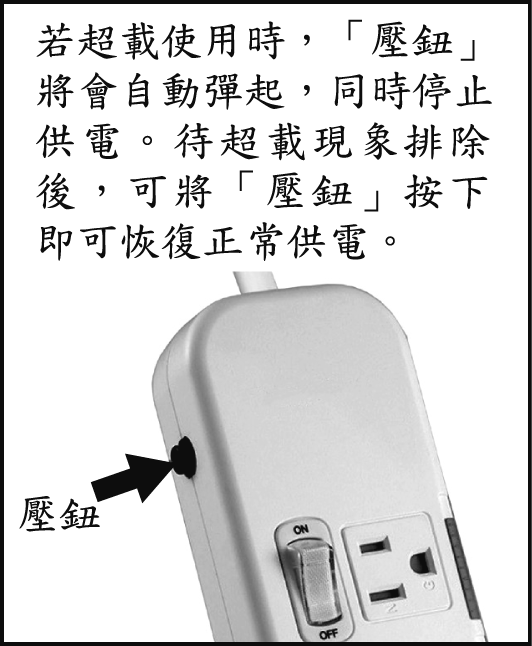 若超載使用時，「壓鈕」
將會自動彈起，同時停止
供電。待超載現象排除
後，可將「壓鈕」按下
即可恢復正常供電。
壓鈕
ON
OFF